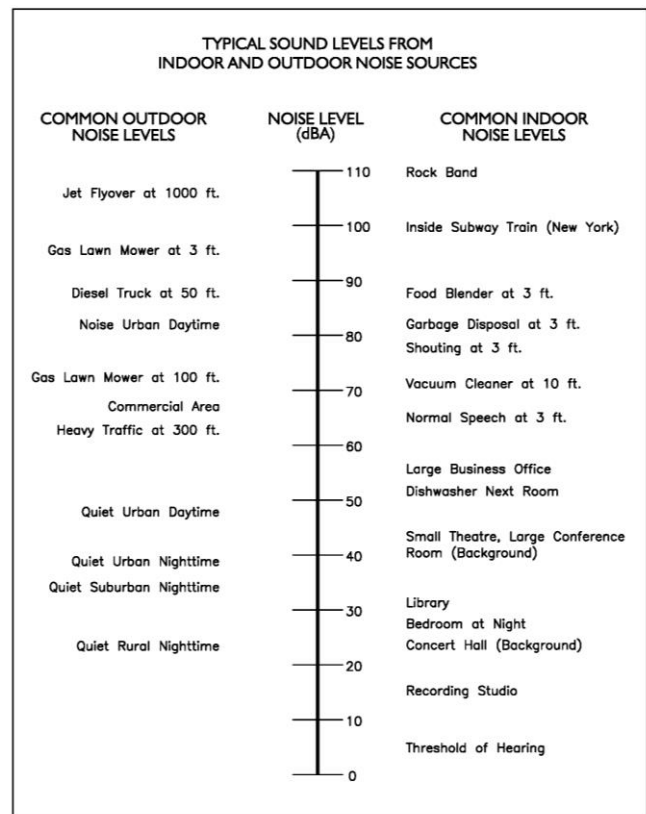 TYPICAL SOUND LEVELS FROM
INDOOR AND OUTDOOR NOISE SOURCES
COMMON OUTDOOR
NOISE LEVELS
NOISE LEVEL
(dBA)
COMMON INDOOR
NOISE LEVELS
110
Rock Band
Jet Flyover at 1000 ft.
100
Inside Subway Train (New York)
Gas Lawn Mower at 3 ft.
90
Diesel Truck at 50 ft.
Food Blender at 3 ft.
Noise Urban Daytime
Garbage Disposal at 3 ft.
80
Shouting at 3 ft.
Gas Lawn Mower at 100 ft.
Vacuum Cleaner at 10 ft.
70
Commercial Area
Normal Speech at 3 ft.
Heavy Traffic at 300 ft.
60
Large Business Office
Dishwasher Next Room
50
Quiet Urban Daytime
Small Theatre, Large Conference
Room (Background)
40
Quiet Urban Nighttime
Quiet Suburban Nighttime
Library
30
Bedroom at Night
Quiet Rural Nighttime
Concert Hall (Background)
20
Recording Studio
10
Threshold of Hearing
0